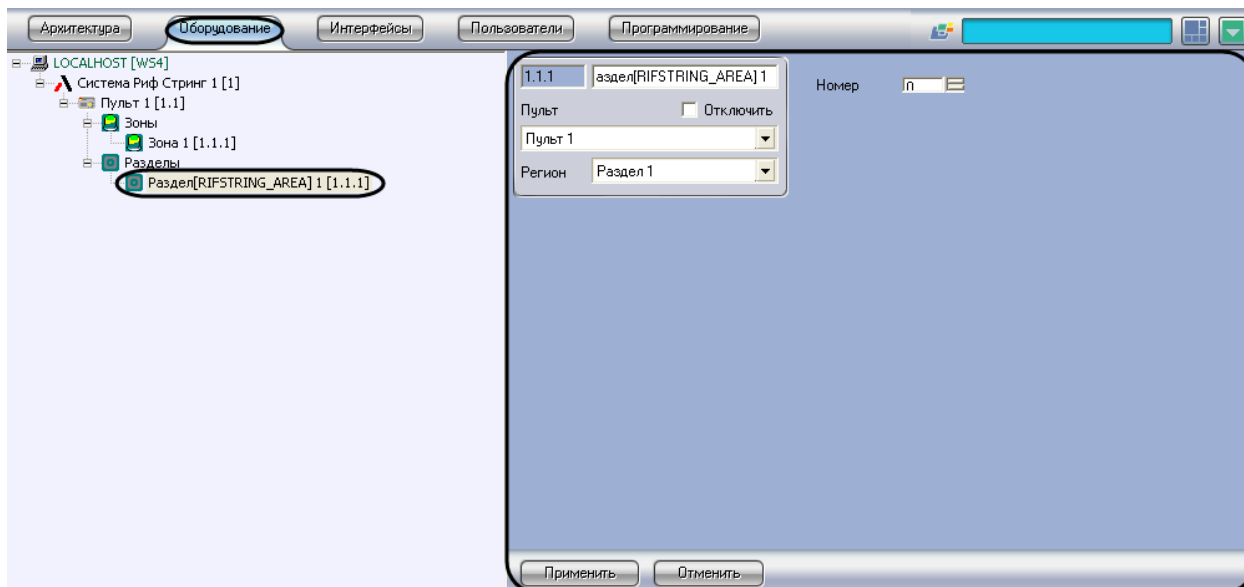 Архитектура Оборудование Интерфейсы Пользователи Программирование
LOCALHOST [WS4]
Система Риф Стринг 1 [1]
Пульт 1 [1.1]
Зоны
Зона 1 [1.1.1]
Разделы
Раздел[RIFSTRING_AREA] 1 [1.1.1]
1.1.1 аздел[RIFSTRING_AREA] 1
Пульт Отключить
Пульт 1
Регион Раздел 1
Номер
Применить Отменить